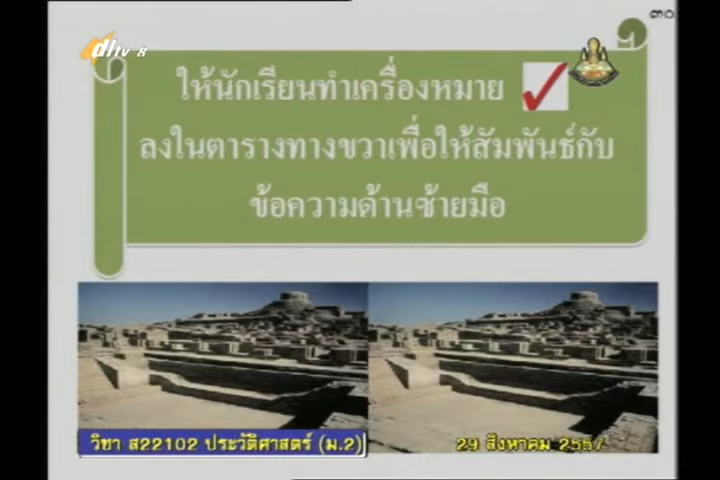 ๓๐
dltv 8
ให้นักเรียนทำเครื่องหมาย
ลงในตารางทางขวาเพื่อให้สัมพันธ์กับ
ข้อความด้านซ้ายมือ
วิชา ส22102 ประวัติศาสตร์ (ม.2)
29 สิงหาคม 2557